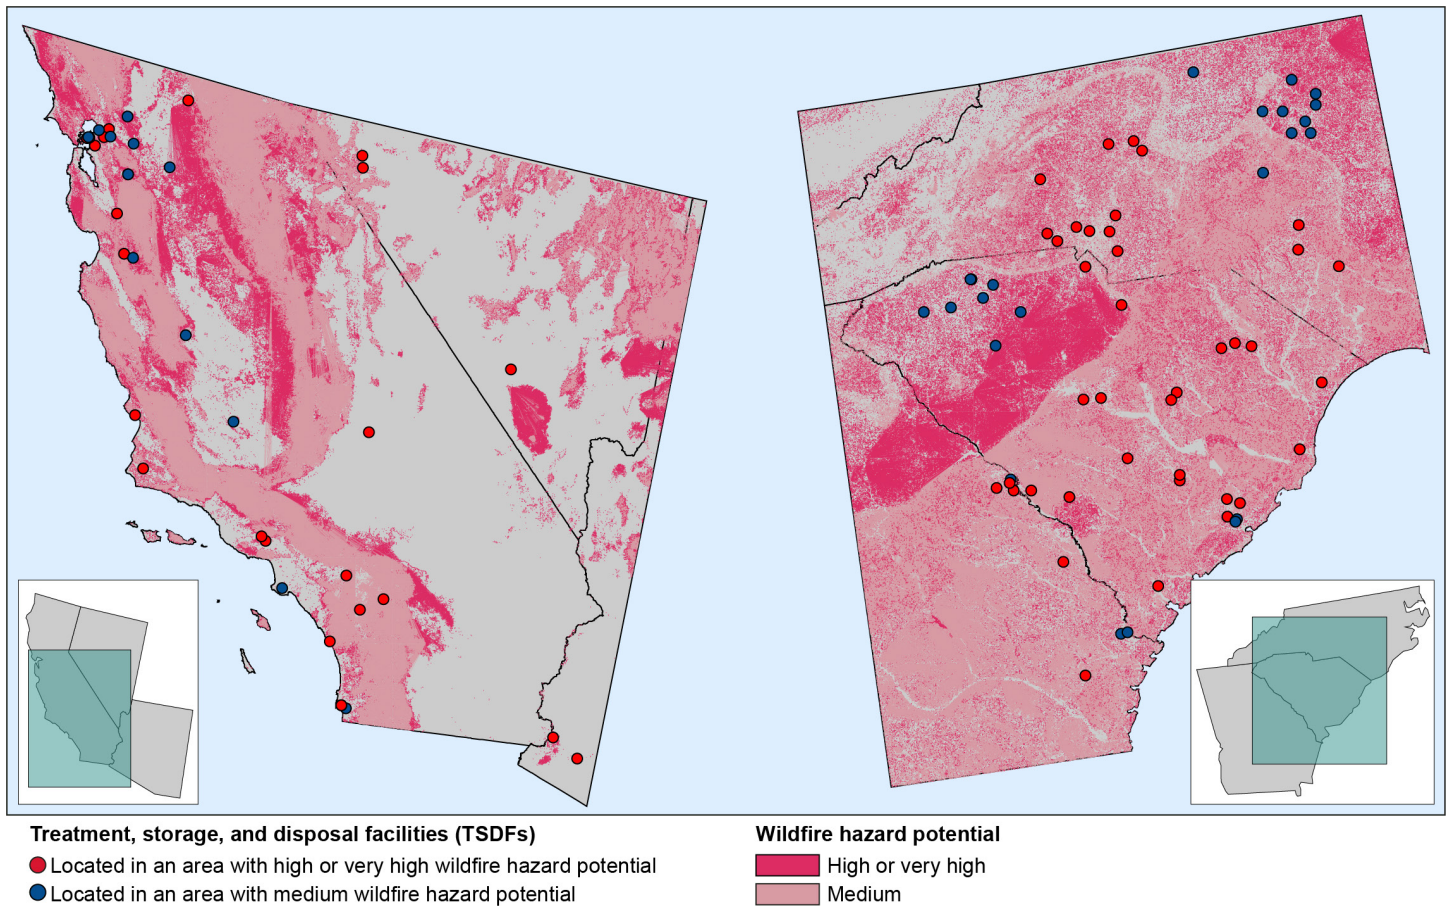 Treatment, storage, and disposal facilities (TSDFs)
Located in an area with high or very high wildfire hazard potential
Located in an area with medium wildfire hazard potential
Wildfire hazard potential
High or very high
Medium